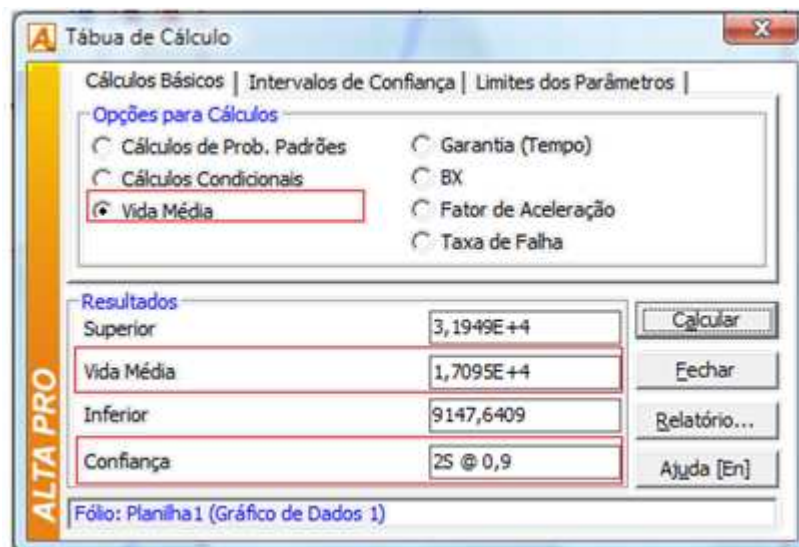 Tábua de Cálculo
Cálculos Básicos | Intervalos de Confiança | Limites dos Parâmetros |
Opções para Cálculos
Cálculos de Prob. Padrões
Garantia (Tempo)
Cálculos Condicionais
BX
Vida Média
Fator de Aceleração
Taxa de Falha
Resultados
Superior 3,1949E+4 Calcular
Vida Média 1,7095E+4 Fechar
Inferior 9147,6409 Relatório...
Confiança 2S @ 0,9 Ajuda [En]
ALTA PRO
Fólio: Planilha1 (Gráfico de Dados 1)